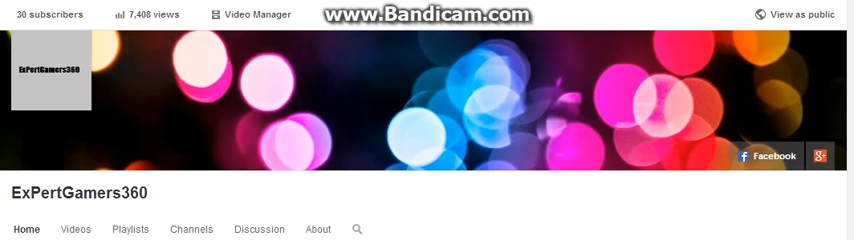 30 subscribers 7,408 views Video Manager www.Bandicam.com View as public
ExPertGamers360
Facebook g+
ExPertGamers360
Home Videos Playlists Channels Discussion About